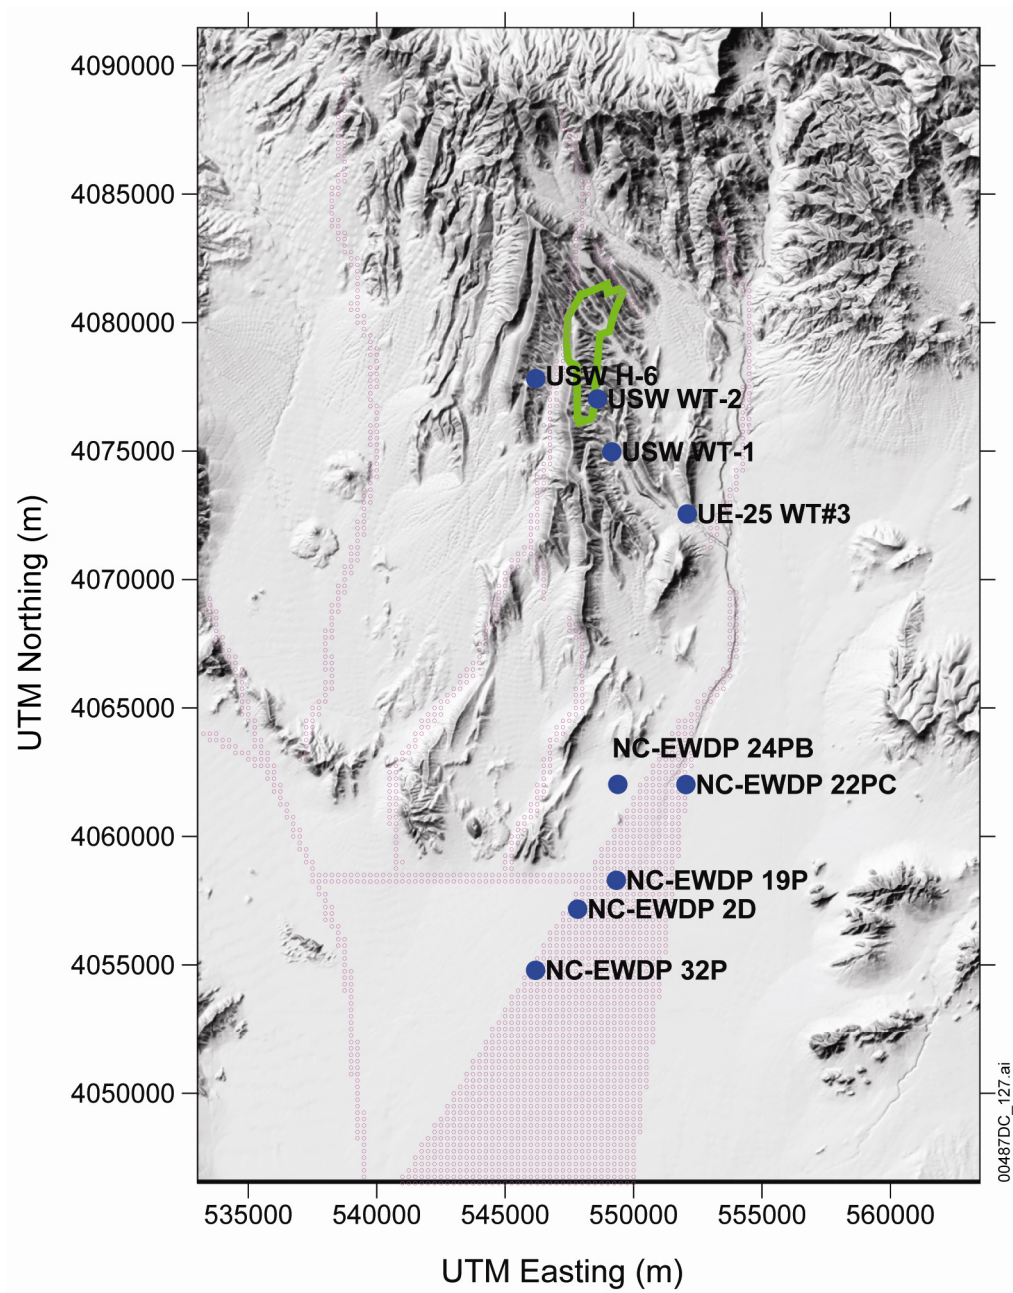 4090000
4085000
4080000
4075000
4070000
4065000
4060000
4055000
4050000
UTM Northing (m)
USW H-6
USW WT-2
USW WT-1
UE-25 WT#3
NC-EWDP 24PB
NC-EWDP 22PC
NC-EWDP 19P
NC-EWDP 2D
NC-EWDP 32P
00487DC_127.ai
535000
540000
545000
550000
555000
560000
UTM Easting (m)